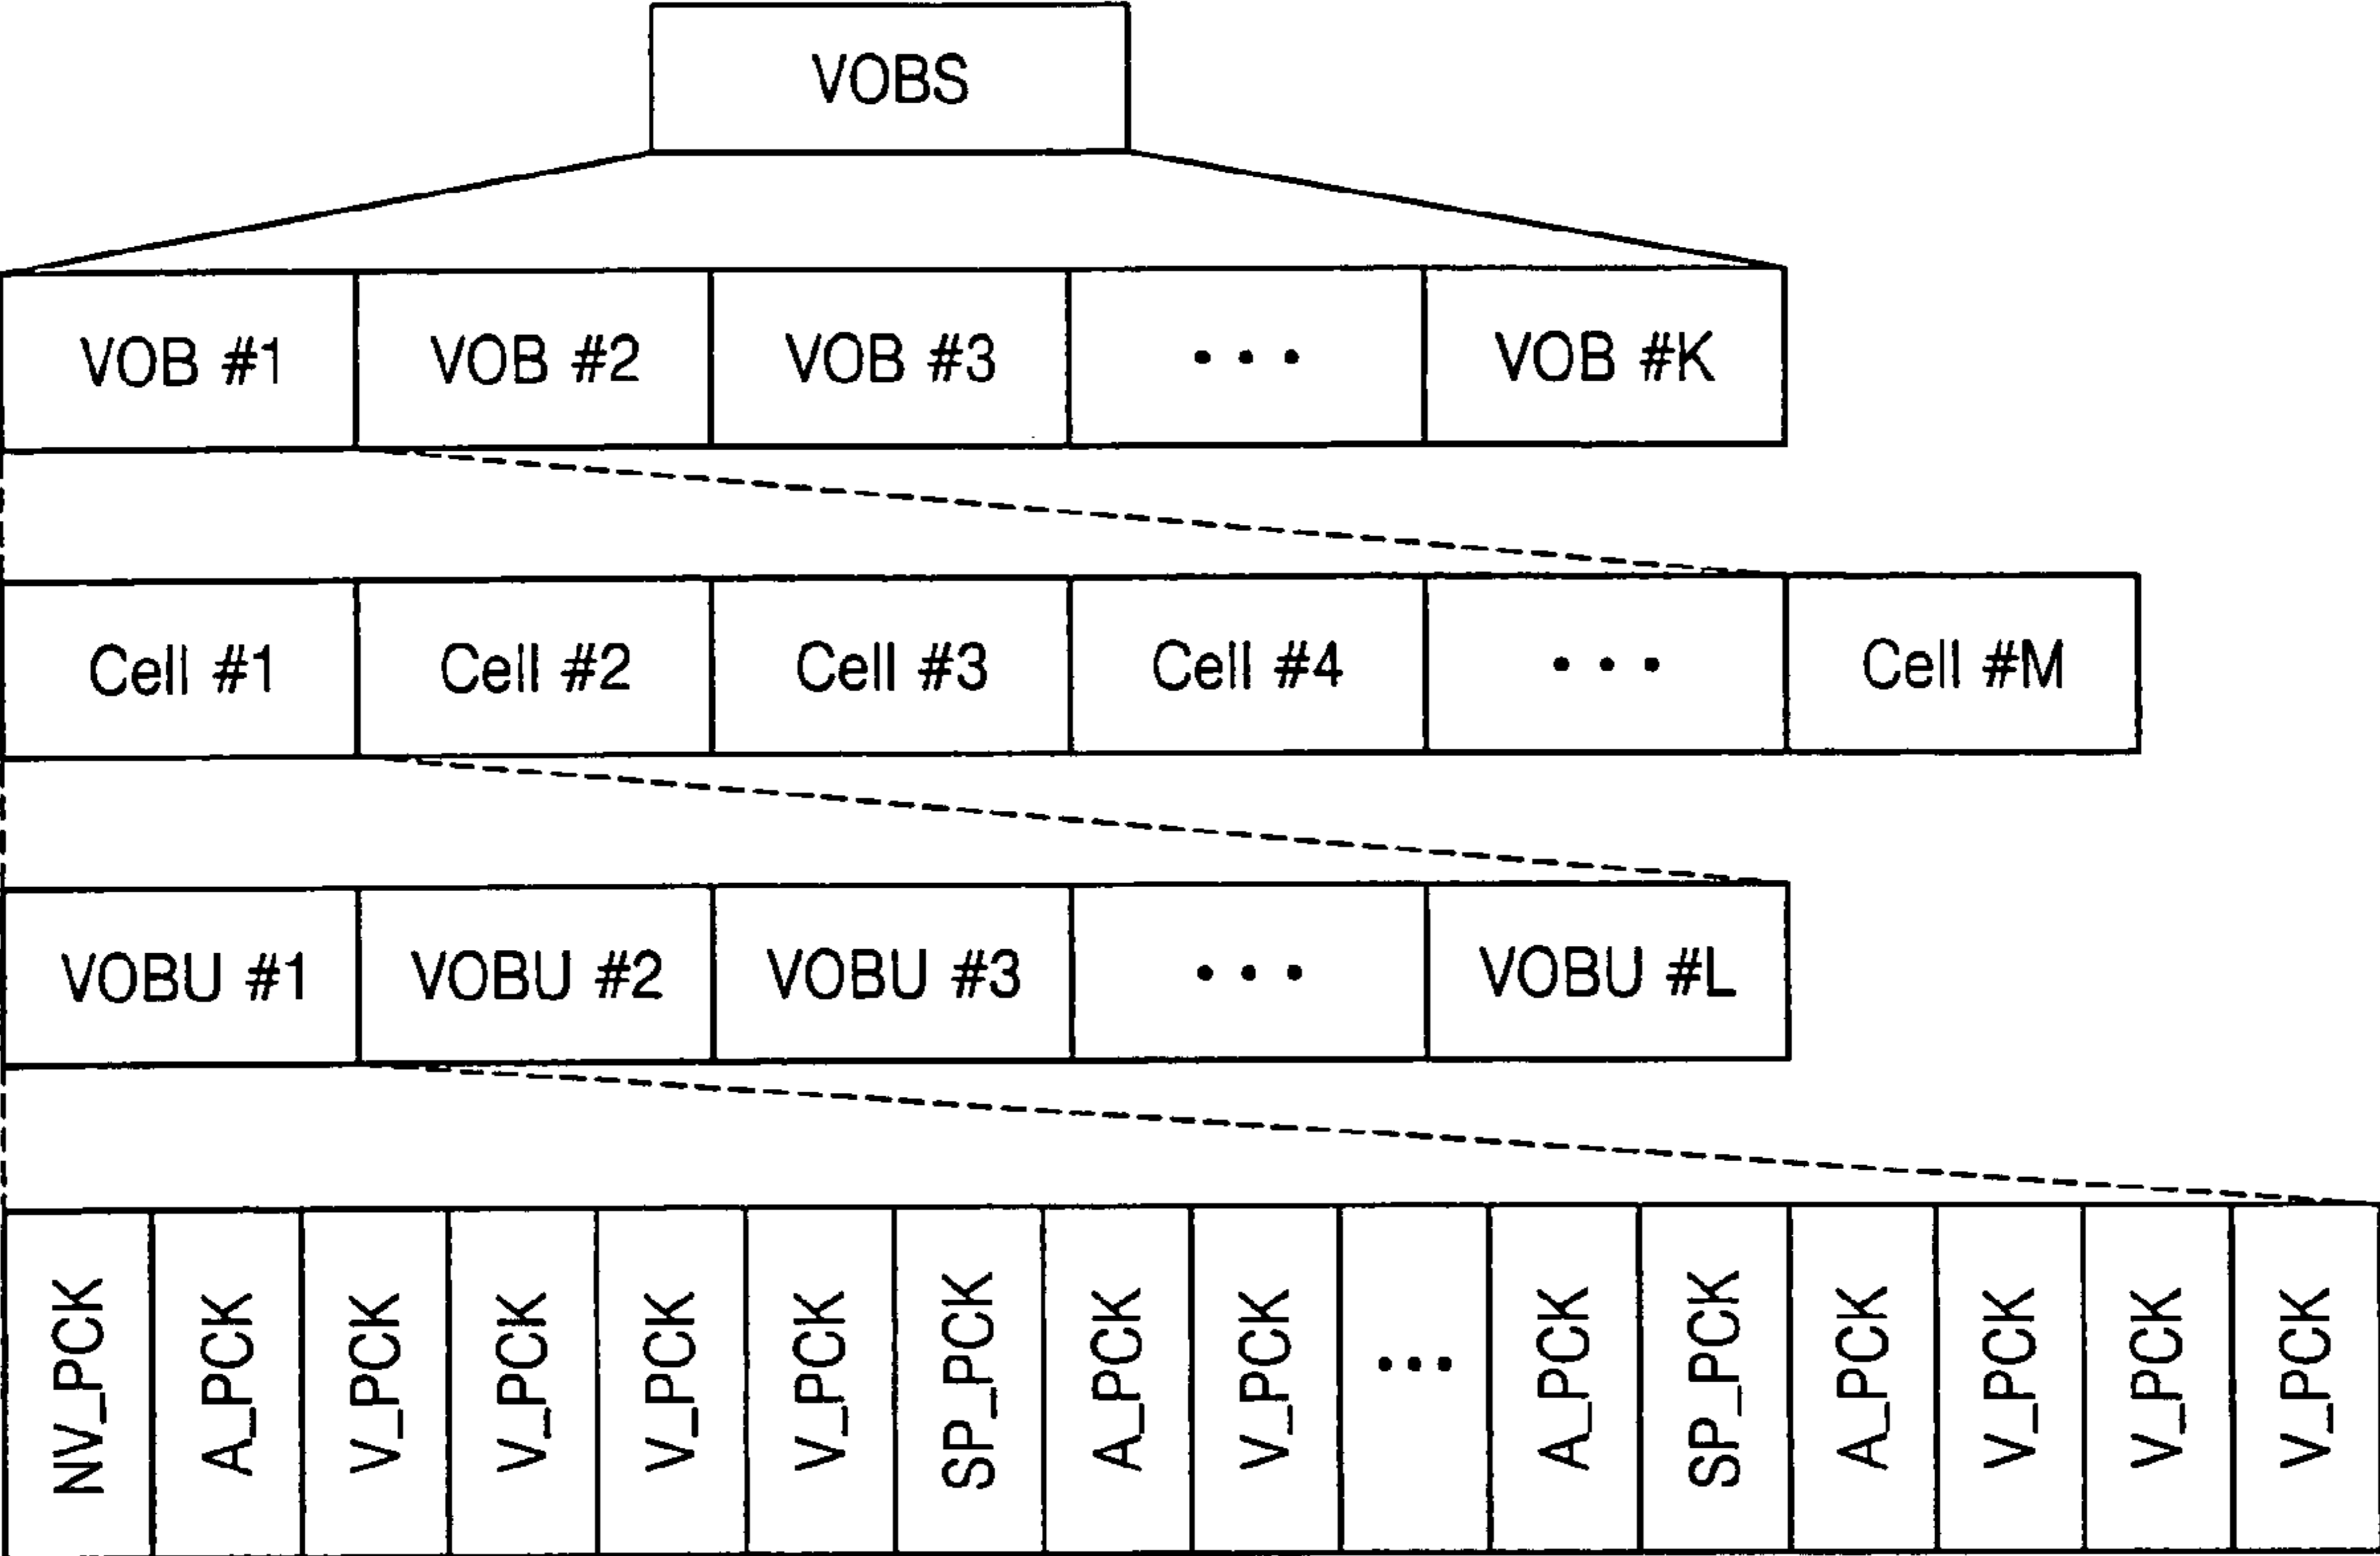 VOBS
VOB #1 VOB #2 VOB #3 ... VOB #K
Cell #1 Cell #2 Cell #3 Cell #4 ... Cell #M
VOBU #1 VOBU #2 VOBU #3 ... VOBU #L
NV_PCK A_PCK V_PCK V_PCK V_PCK V_PCK SP_PCK A_PCK V_PCK ... A_PCK SP_PCK A_PCK V_PCK V_PCK V_PCK